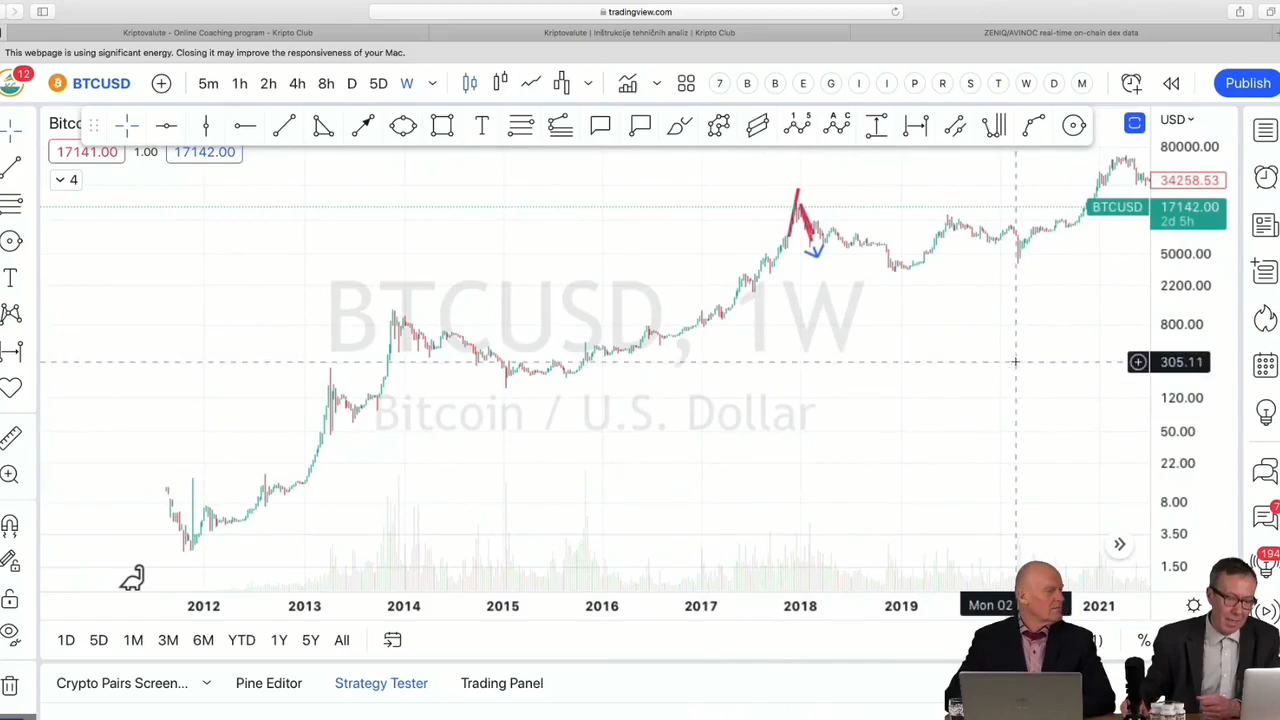 tradingview.com
Kriptovalute - Online Coaching program - Kripto Club
Kriptovalute | Inštrukcije tehničnih analiz | Kripto Club
ZENIQ/AVINOC real-time on-chain dex data
This webpage is using significant energy. Closing it may improve the responsiveness of your Mac.
12
BTCUSD
5m 1h 2h 4h 8h D 5D W
7 B B E G I I P R S T W D M
Publish
Bitc
T
1 5
A C
USD
17141.00 1.00 17142.00
4
80000.00
34258.53
BTCUSD 17142.00
2d 5h
5000.00
2200.00
800.00
305.11
120.00
50.00
22.00
8.00
3.50
1.50
BTCUSD, 1W
Bitcoin / U.S. Dollar
T
7
194
2012 2013 2014 2015 2016 2017 2018 2019 Mon 02 2021
1D 5D 1M 3M 6M YTD 1Y 5Y All
%
Crypto Pairs Screen... Pine Editor Strategy Tester Trading Panel